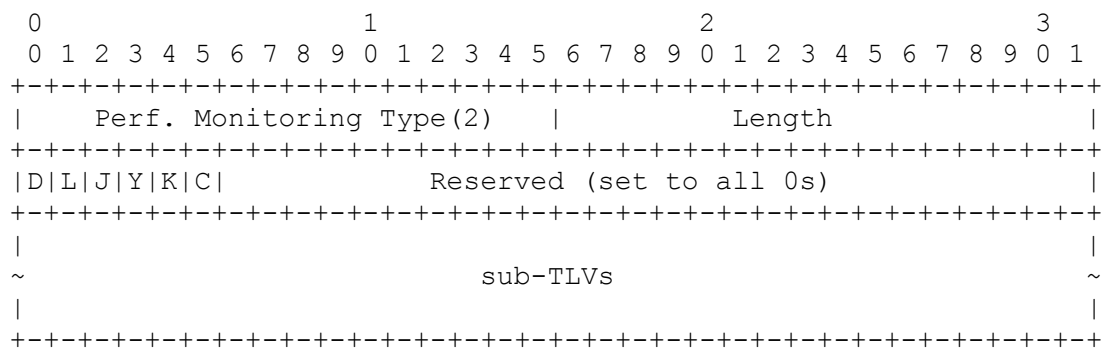 0                   1                   2                   3
 0 1 2 3 4 5 6 7 8 9 0 1 2 3 4 5 6 7 8 9 0 1 2 3 4 5 6 7 8 9 0 1
+-+-+-+-+-+-+-+-+-+-+-+-+-+-+-+-+-+-+-+-+-+-+-+-+-+-+-+-+-+-+-+-+
|    Perf. Monitoring Type(2)   |          Length               |
+-+-+-+-+-+-+-+-+-+-+-+-+-+-+-+-+-+-+-+-+-+-+-+-+-+-+-+-+-+-+-+-+
|D|L|J|Y|K|C|            Reserved (set to all 0s)               |
+-+-+-+-+-+-+-+-+-+-+-+-+-+-+-+-+-+-+-+-+-+-+-+-+-+-+-+-+-+-+-+-+
|                                                               |
~                           sub-TLVs                            ~
|                                                               |
+-+-+-+-+-+-+-+-+-+-+-+-+-+-+-+-+-+-+-+-+-+-+-+-+-+-+-+-+-+-+-+-+